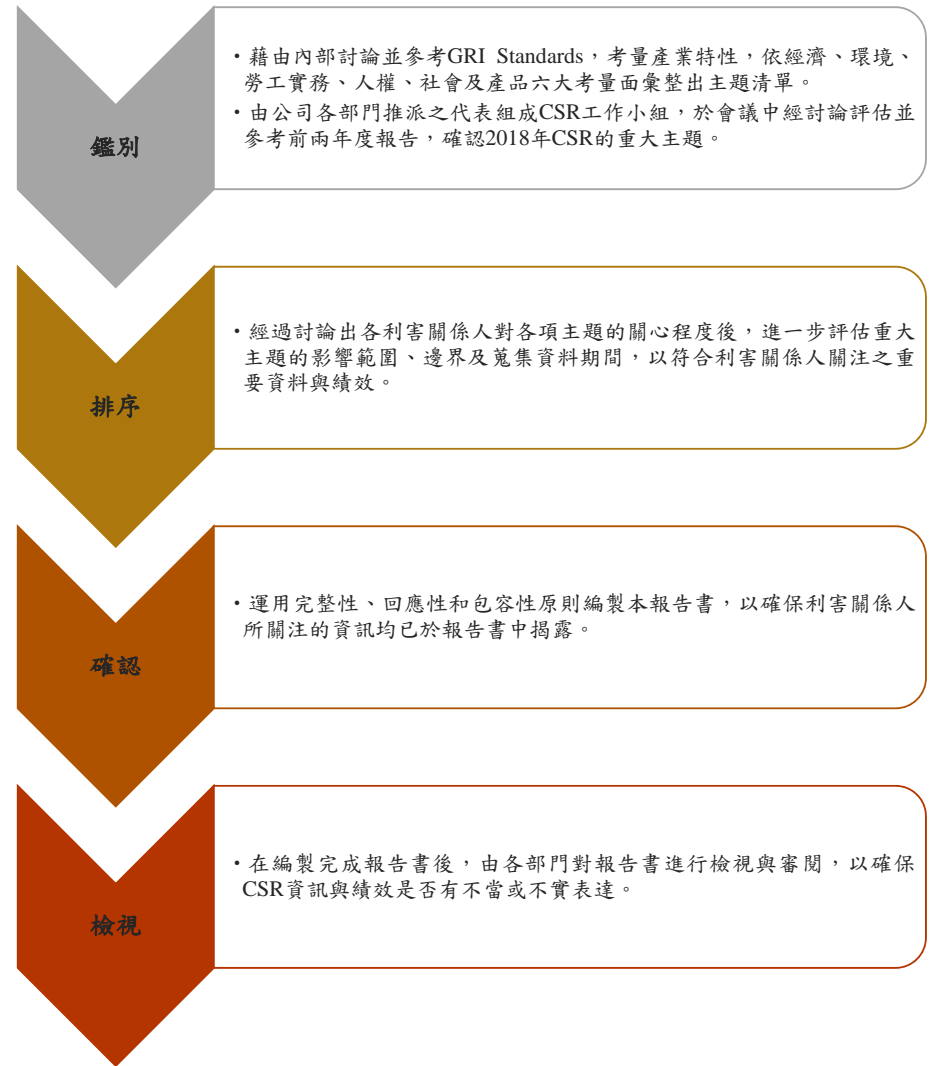 鑑別
・藉由內部討論並參考GRI Standards,考量產業特性,依經濟、環境、
勞工實務、人權、社會及產品六大考量面彙整出主題清單。
・由公司各部門推派之代表組成CSR工作小組,於會議中經討論評估並
參考前兩年度報告,確認2018年CSR的重大主題。
排序
・經過討論出各利害關係人對各項主題的關心程度後,進一步評估重大
主題的影響範圍、邊界及蒐集資料期間,以符合利害關係人關注之重
要資料與績效。
確認
・運用完整性、回應性和包容性原則編製本報告書,以確保利害關係人
所關注的資訊均已於報告書中揭露。
檢視
・在編製完成報告書後,由各部門對報告書進行檢視與審閱,以確保
CSR資訊與績效是否有不當或不實表達。